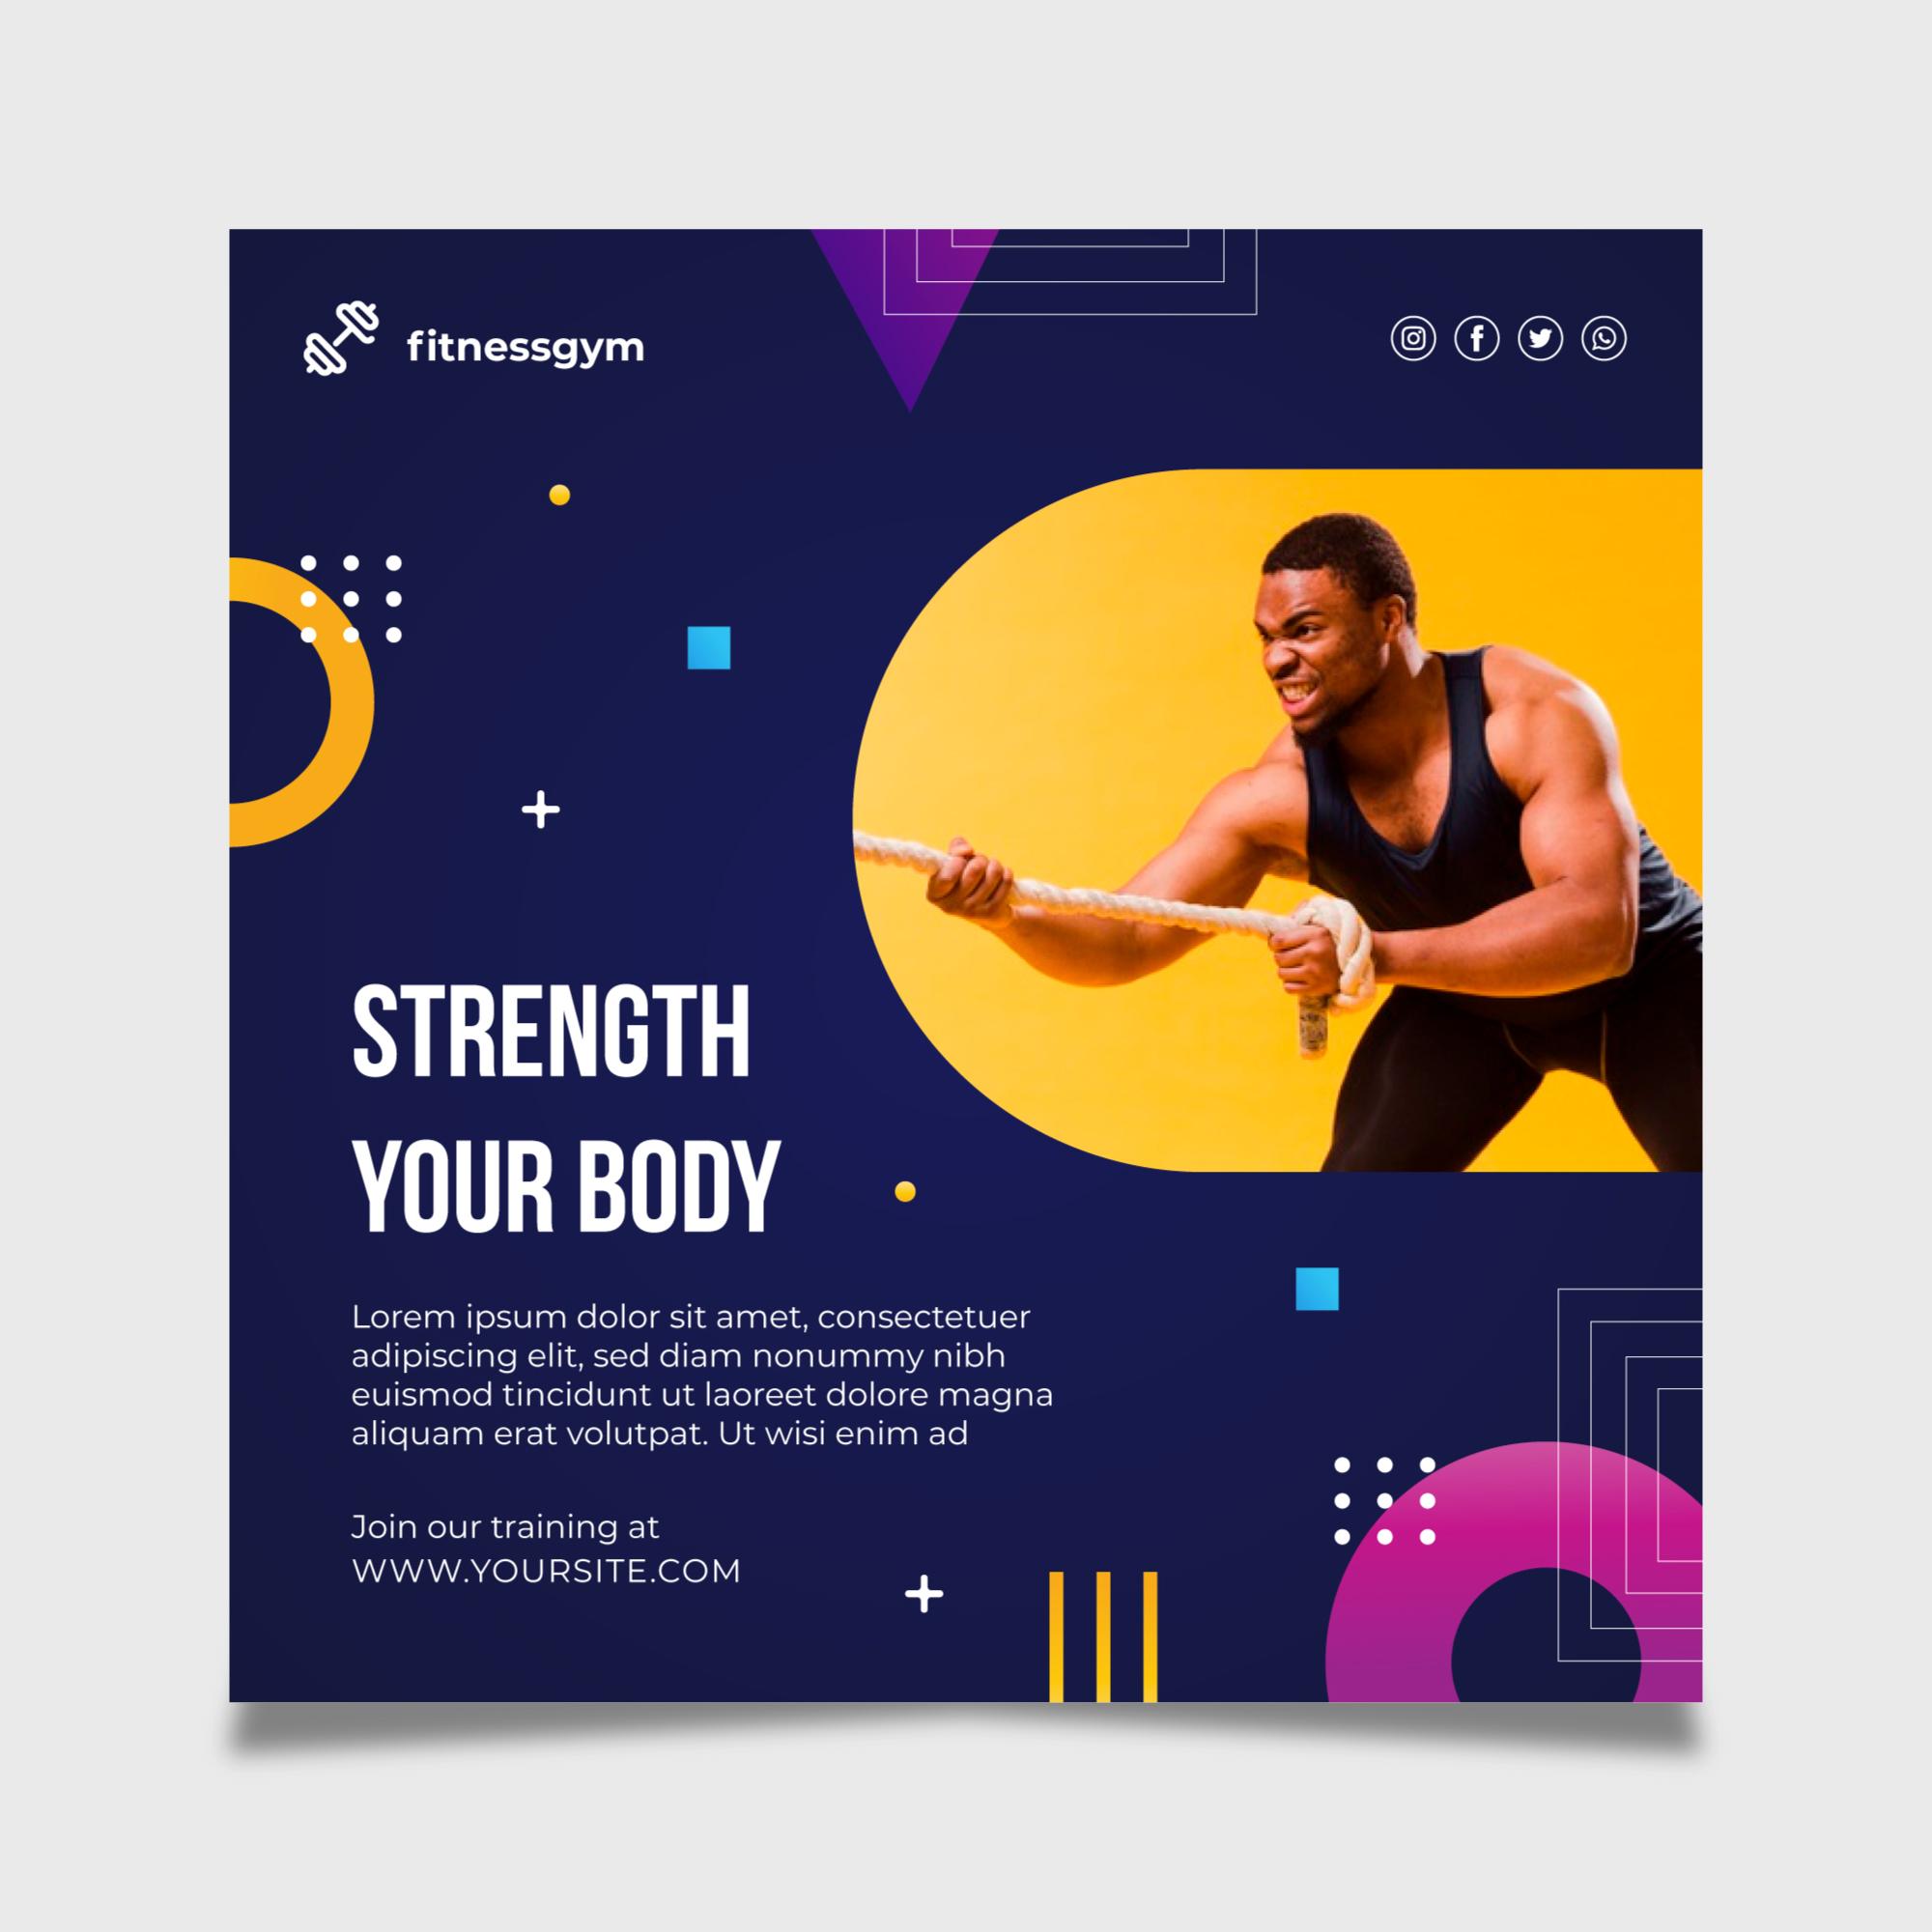 fitnessgym
STRENGTH
YOUR BODY
Lorem ipsum dolor sit amet, consectetuer
adipiscing elit, sed diam nonummy nibh
euismod tincidunt ut laoreet dolore magna
aliquam erat volutpat. Ut wisi enim ad
Join our training at
WWW.YOURSITE.COM